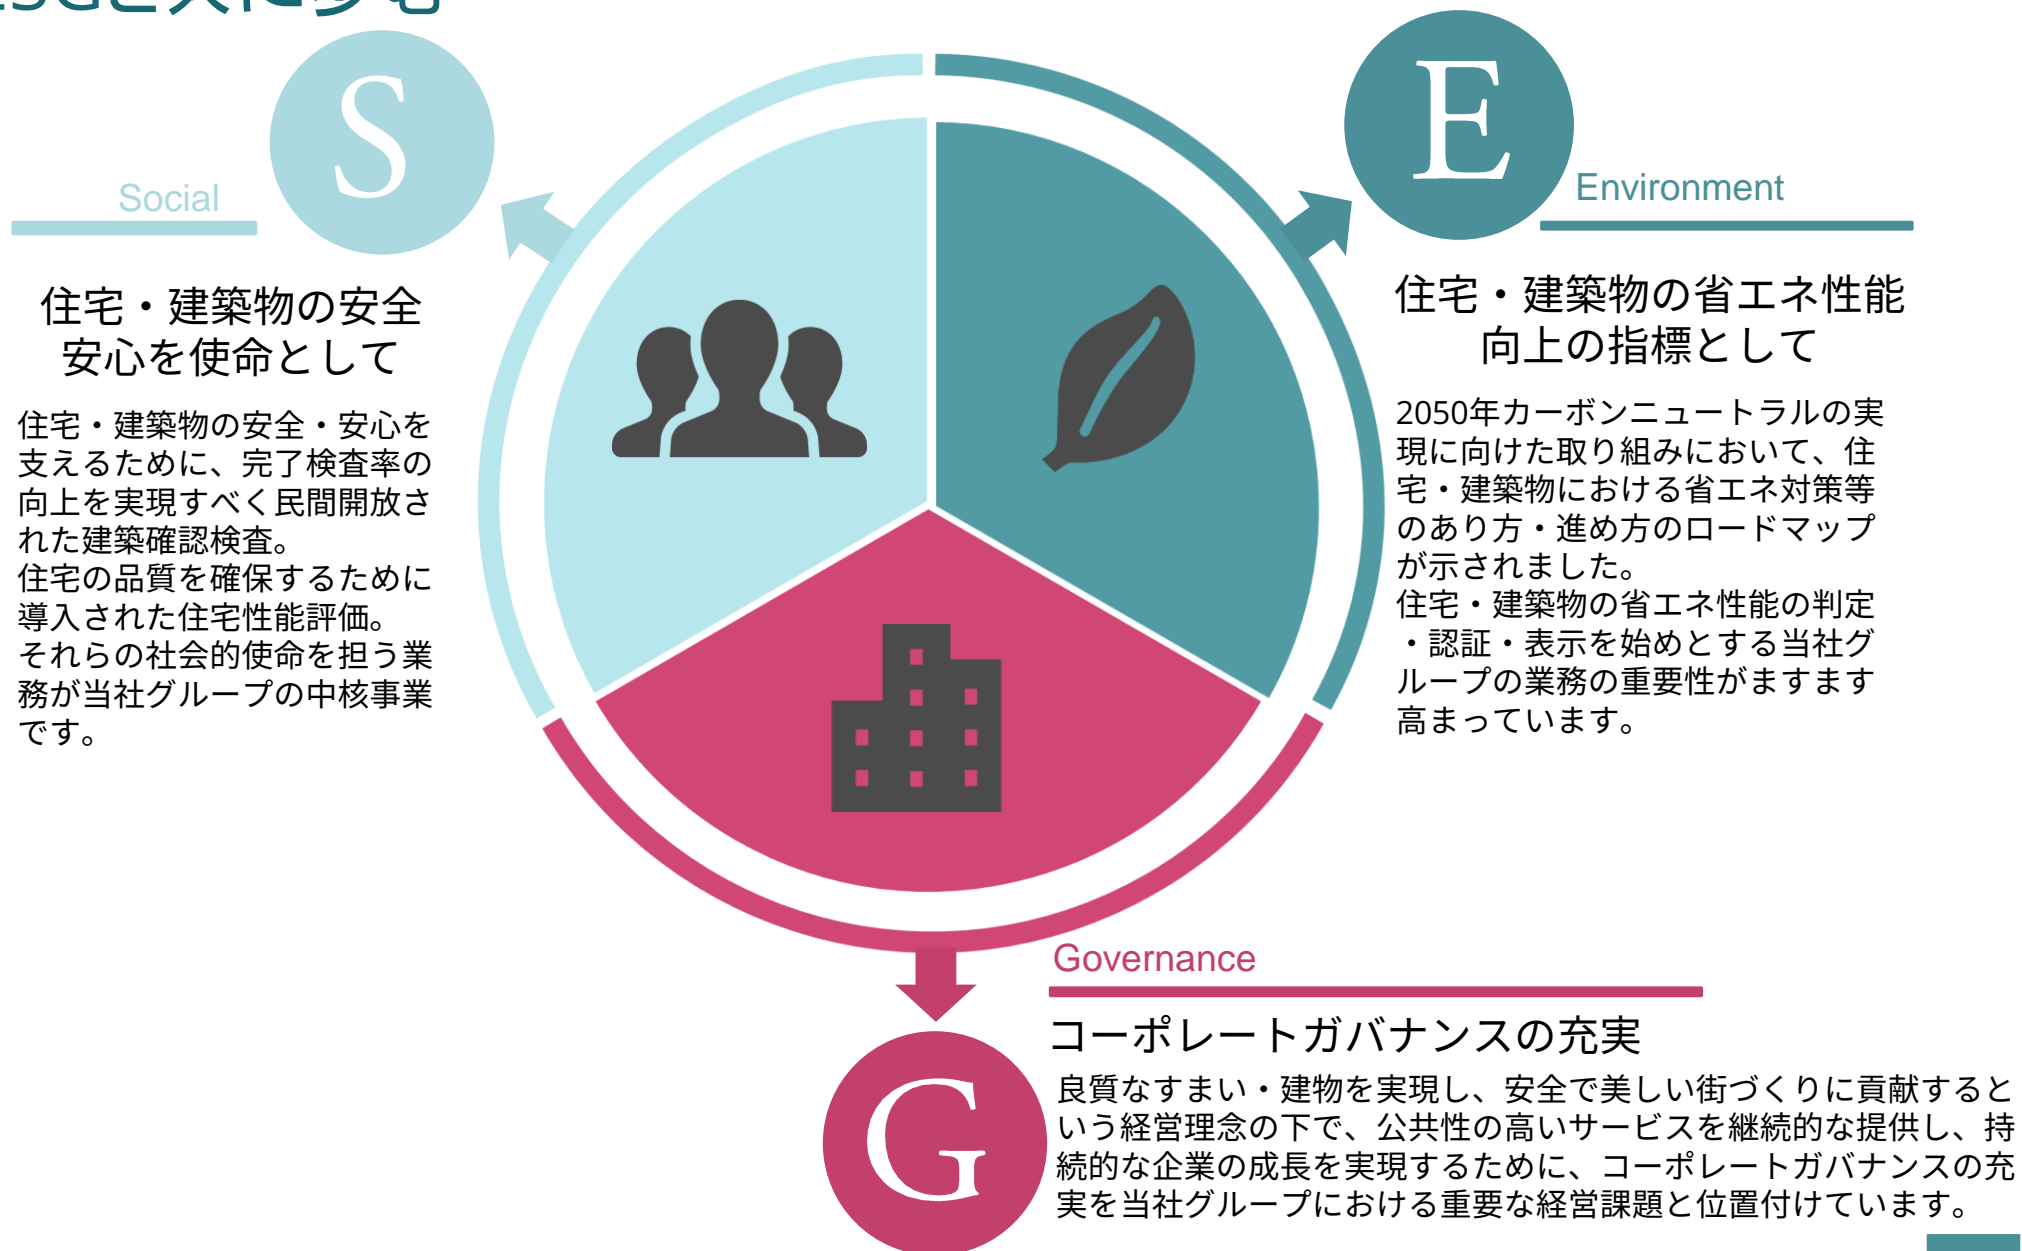 ESGと共に歩む
S
Social
住宅・建築物の安全
安心を使命として
住宅・建築物の安全・安心を
支えるために、完了検査率の
向上を実現すべく民間開放さ
れた建築確認検査。
住宅の品質を確保するために
導入された住宅性能評価。
それらの社会的使命を担う業
務が当社グループの中核事業
です。
E
Environment
住宅・建築物の省エネ性能
向上の指標として
2050年カーボンニュートラルの実
現に向けた取り組みにおいて、住
宅・建築物における省エネ対策等
のあり方・進め方のロードマップ
が示されました。
住宅・建築物の省エネ性能の判定
・認証・表示を始めとする当社グ
ループの業務の重要性がますます
高まっています。
G
Governance
コーポレートガバナンスの充実
良質なすまい・建物を実現し、安全で美しい街づくりに貢献すると
いう経営理念の下で、公共性の高いサービスを継続的な提供し、持
続的な企業の成長を実現するために、コーポレートガバナンスの充
実を当社グループにおける重要な経営課題と位置付けています。